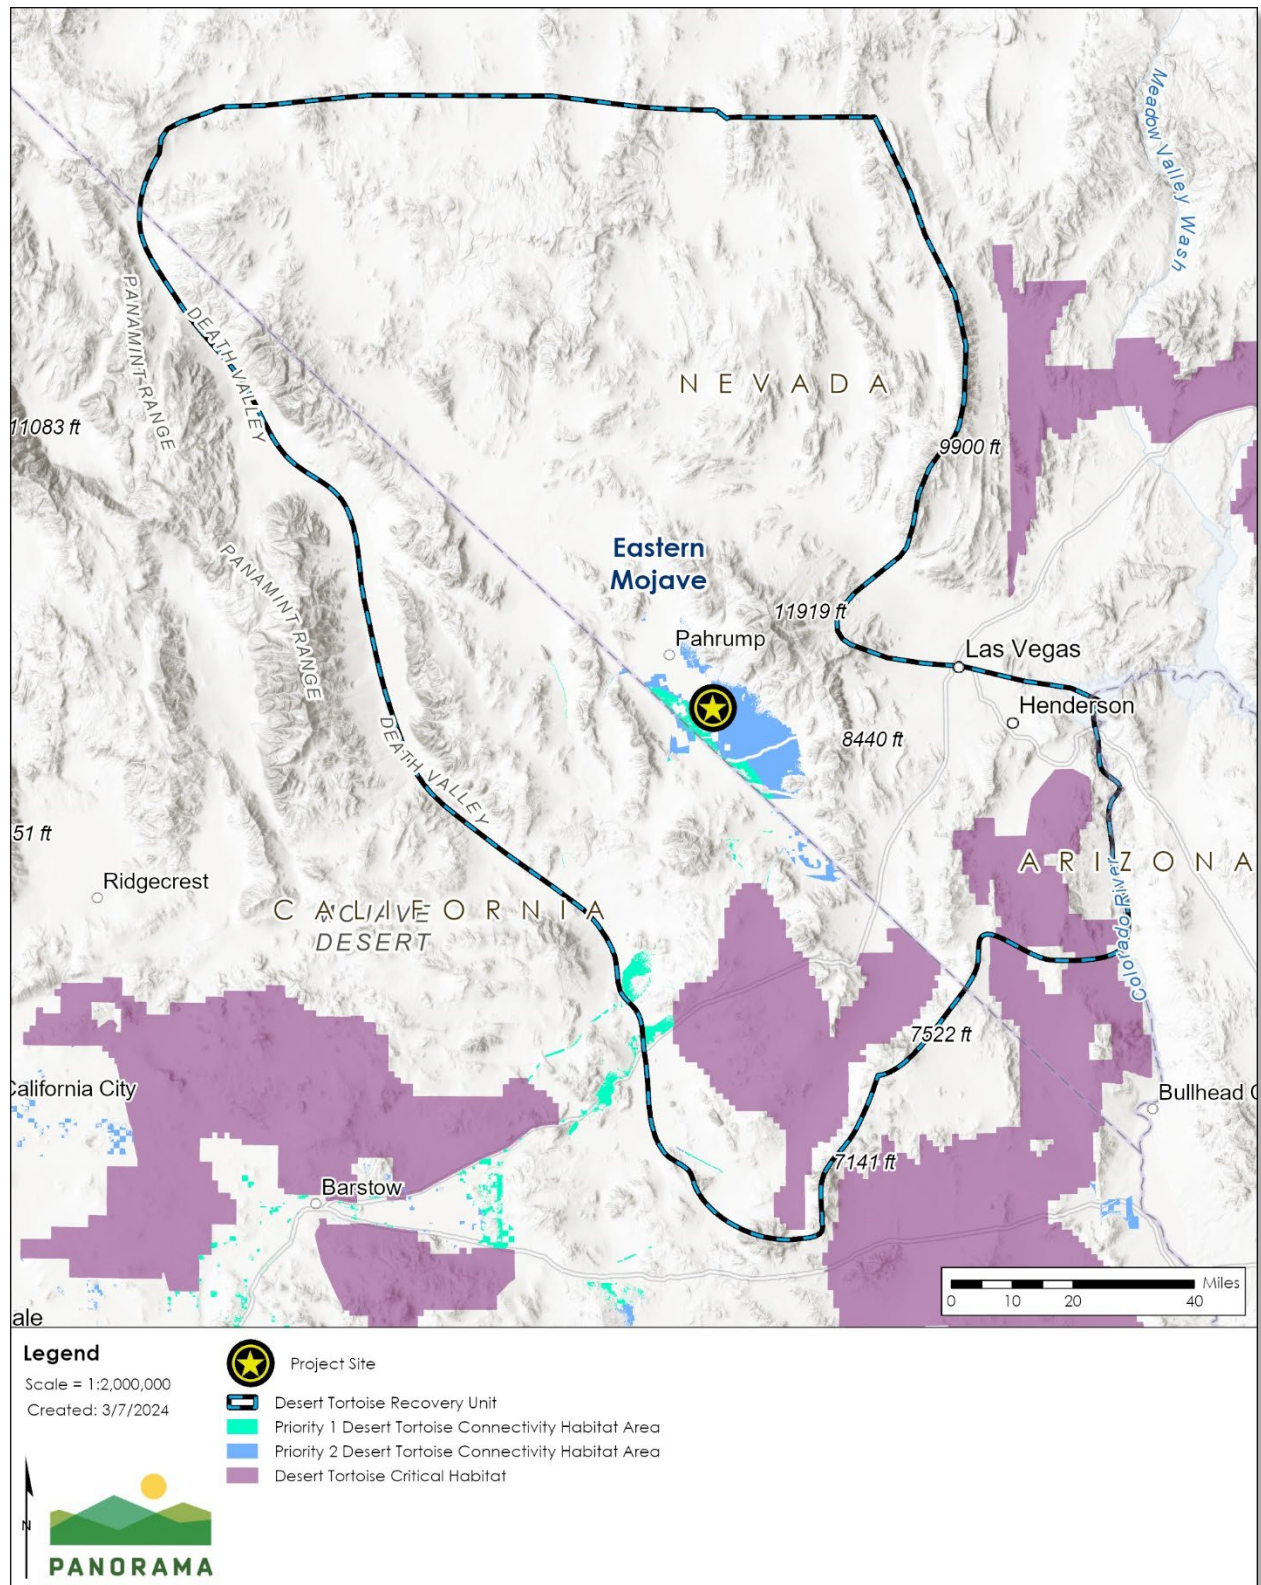 Meadow Valley Wash
PANAMINT RANGE
DEATH VALLEY
NEVADA
11083 ft
9900 ft
Eastern
Mojave
PANAMINT RANGE
11919 ft
Pahrump
Las Vegas
Henderson
8440 ft
DEATH VALLEY
51 ft
ARIZONA
Ridgecrest
CALIFORNIA
MOJAVE
DESERT
Colorado River
7522 ft
California City
Bullhead C
7141 ft
Barstow
Miles
0 10 20 40
ale
Legend
Scale = 1:2,000,000
Created: 3/7/2024
Project Site
Desert Tortoise Recovery Unit
Priority 1 Desert Tortoise Connectivity Habitat Area
Priority 2 Desert Tortoise Connectivity Habitat Area
Desert Tortoise Critical Habitat
N
PANORAMA